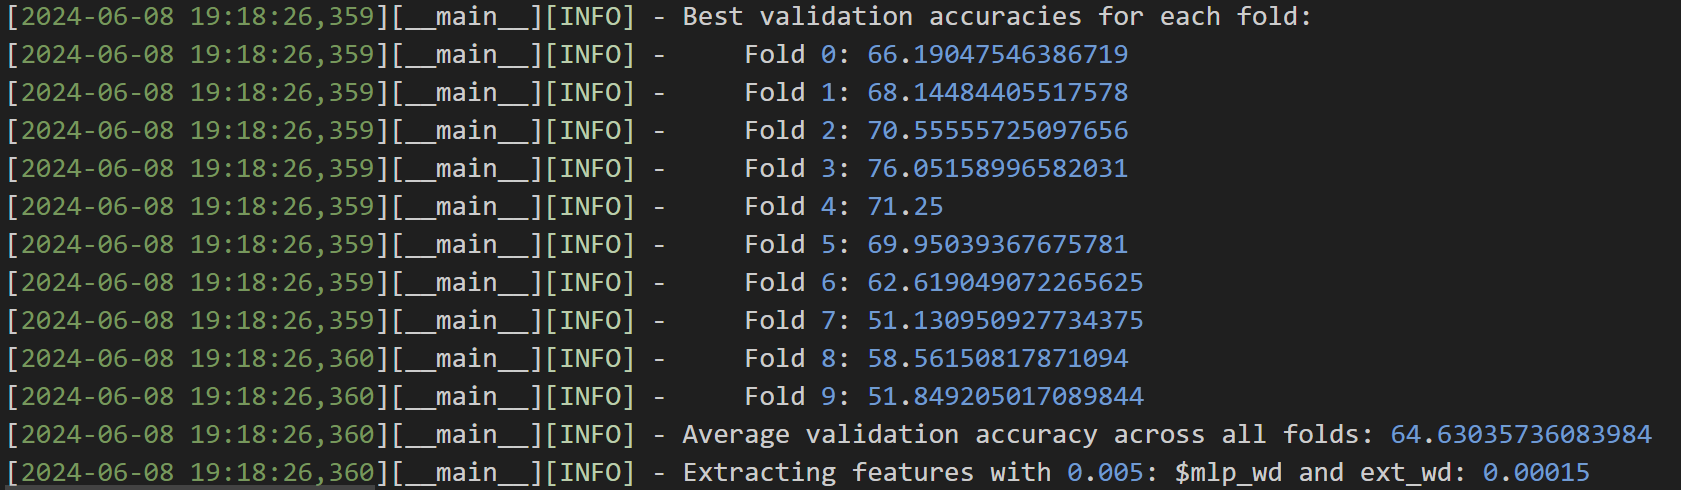 [2024-06-08 19:18:26,359][__main__][INFO] - Best validation accuracies for each fold:
[2024-06-08 19:18:26,359][__main__][INFO] -     Fold 0: 66.19047546386719
[2024-06-08 19:18:26,359][__main__][INFO] -     Fold 1: 68.14484405517578
[2024-06-08 19:18:26,359][__main__][INFO] -     Fold 2: 70.55555725097656
[2024-06-08 19:18:26,359][__main__][INFO] -     Fold 3: 76.05158996582031
[2024-06-08 19:18:26,359][__main__][INFO] -     Fold 4: 71.25
[2024-06-08 19:18:26,359][__main__][INFO] -     Fold 5: 69.95039367675781
[2024-06-08 19:18:26,359][__main__][INFO] -     Fold 6: 62.619049072265625
[2024-06-08 19:18:26,359][__main__][INFO] -     Fold 7: 51.130950927734375
[2024-06-08 19:18:26,360][__main__][INFO] -     Fold 8: 58.56150817871094
[2024-06-08 19:18:26,360][__main__][INFO] -     Fold 9: 51.849205017089844
[2024-06-08 19:18:26,360][__main__][INFO] - Average validation accuracy across all folds: 64.63035736083984
[2024-06-08 19:18:26,360][__main__][INFO] - Extracting features with 0.005: $mlp_wd and ext_wd: 0.00015